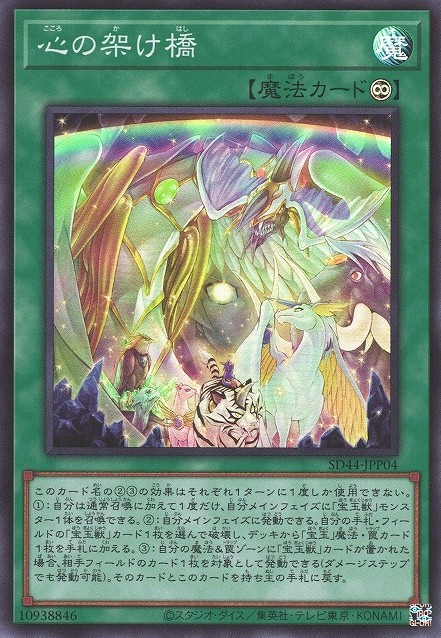 心の架け橋
【魔法カード】
魔
SD44-JPP04
このカード名の②③の効果はそれぞれ1ターンに1度しか使用できない。
①：自分は通常召喚に加えて1度だけ、自分メインフェイズに「宝玉獣」モン
スター1体を召喚できる。②：自分メインフェイズに発動できる。自分の手札・フィー
ルドの「宝玉獣」カード1枚を選んで破壊し、デッキから「宝玉」魔法・罠カード
1枚を手札に加える。③：自分の魔法＆罠ゾーンに「宝玉獣」カードが置かれた
場合、相手フィールドのカード1枚を対象として発動できる(ダメージステップ
でも発動可能)。そのカードとこのカードを持ち主の手札に戻す。
10938846
©スタジオ・ダイス／集英社・テレビ東京・KONAMI